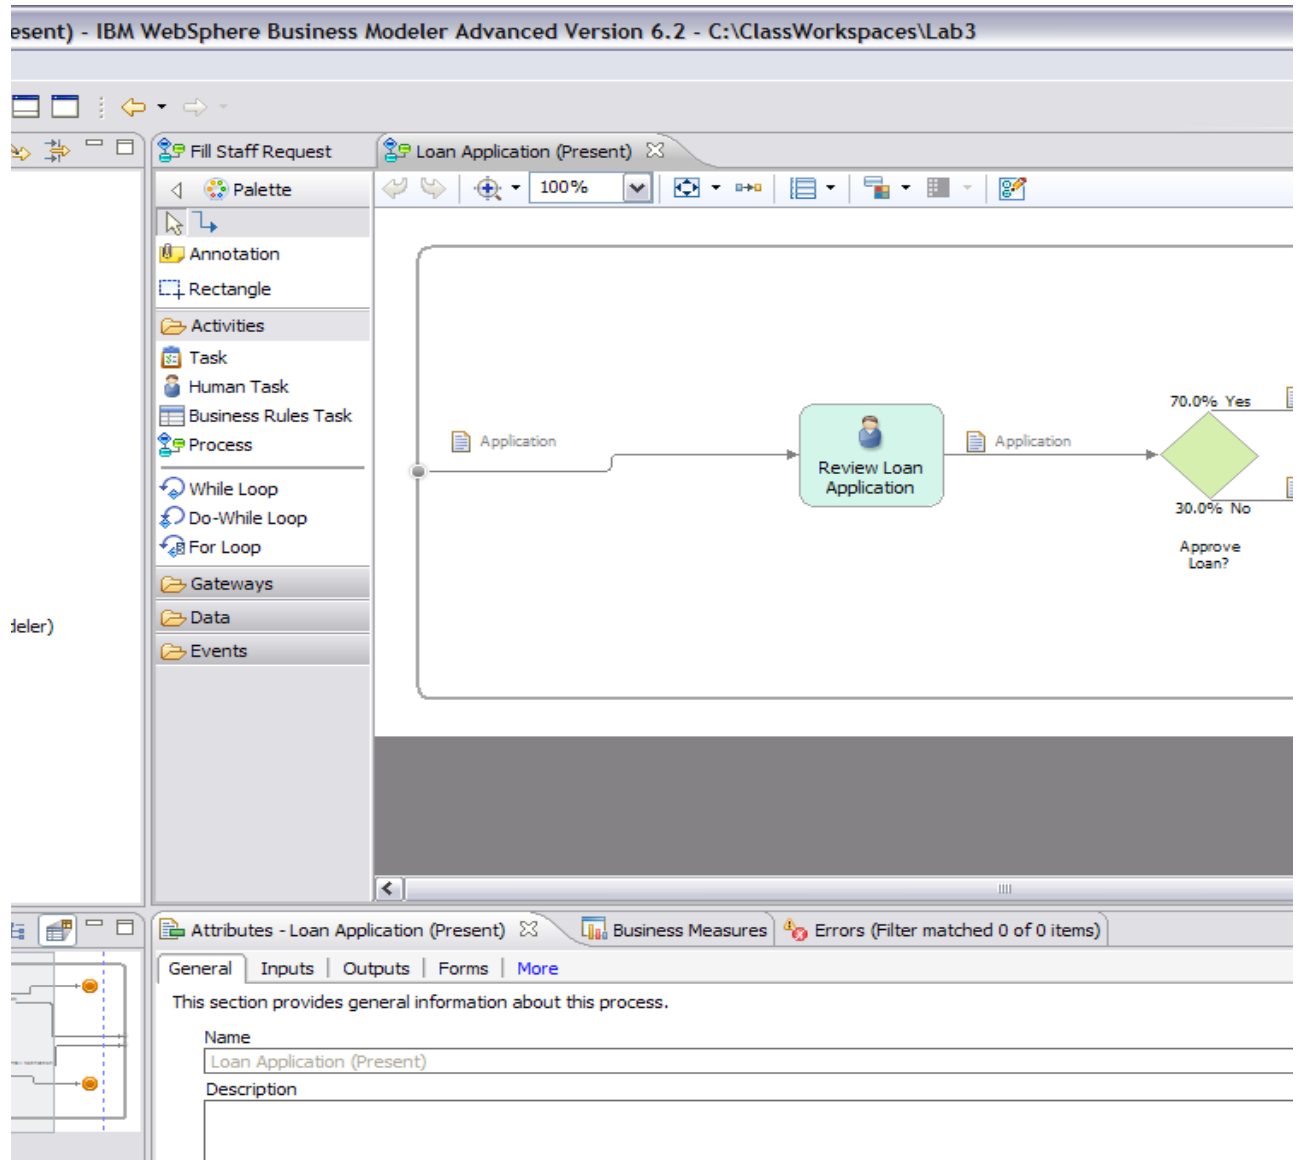 esent) - IBM WebSphere Business Modeler Advanced Version 6.2 - C:\ClassWorkspaces\Lab3
Fill Staff Request
Loan Application (Present)
Palette
100%
Annotation
Rectangle
Activities
Task
Human Task
Business Rules Task
Process
While Loop
Do-While Loop
For Loop
Gateways
Data
Events
deler)
Application
Review Loan
Application
Application
70.0% Yes
30.0% No
Approve
Loan?
Attributes - Loan Application (Present)
Business Measures
Errors (Filter matched 0 of 0 items)
General
Inputs
Outputs
Forms
More
This section provides general information about this process.
Name
Loan Application (Present)
Description